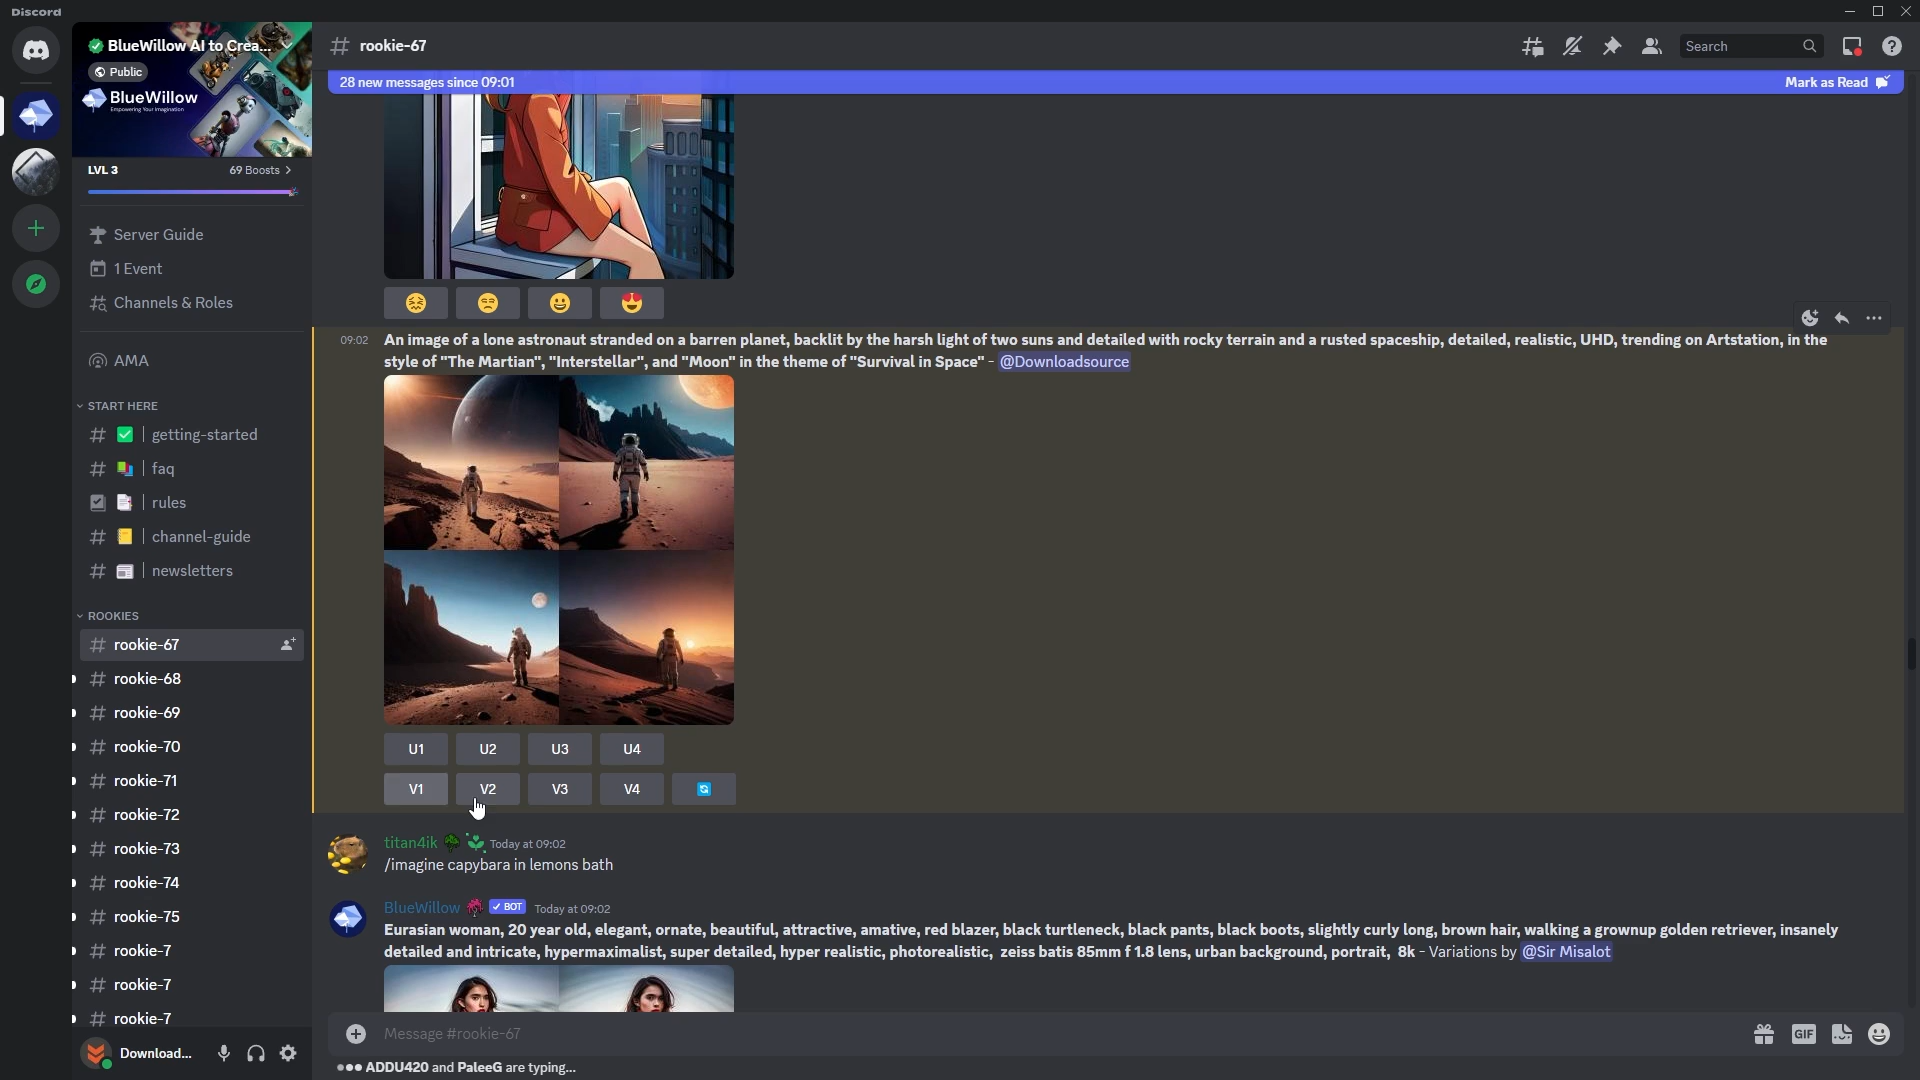 Discord
BlueWillow AI to Crea...
Public
BlueWillow
Empowering Your Imagination
LVL 3
69 Boosts
Server Guide
1 Event
Channels & Roles
AMA
START HERE
getting-started
faq
rules
channel-guide
newsletters
ROOKIES
rookie-67
rookie-68
rookie-69
rookie-70
rookie-71
rookie-72
rookie-73
rookie-74
rookie-75
rookie-7
rookie-7
rookie-7
Download...
rookie-67
Search
28 new messages since 09:01
Mark as Read
09:02
An image of a lone astronaut stranded on a barren planet, backlit by the harsh light of two suns and detailed with rocky terrain and a rusted spaceship, detailed, realistic, UHD, trending on Artstation, in the
style of "The Martian", "Interstellar", and "Moon" in the theme of "Survival in Space" - @Downloadsource
U1 U2 U3 U4
V1 V2 V3 V4
titan4ik Today at 09:02
/imagine capybara in lemons bath
BlueWillow BOT Today at 09:02
Eurasian woman, 20 year old, elegant, ornate, beautiful, attractive, amative, red blazer, black turtleneck, black pants, black boots, slightly curly long, brown hair, walking a grownup golden retriever, insanely
detailed and intricate, hypermaximalist, super detailed, hyper realistic, photorealistic, zeiss batis 85mm f 1.8 lens, urban background, portrait, 8k - Variations by @Sir Misalot
Message #rookie-67
GIF
ADDU420 and PaleeG are typing...